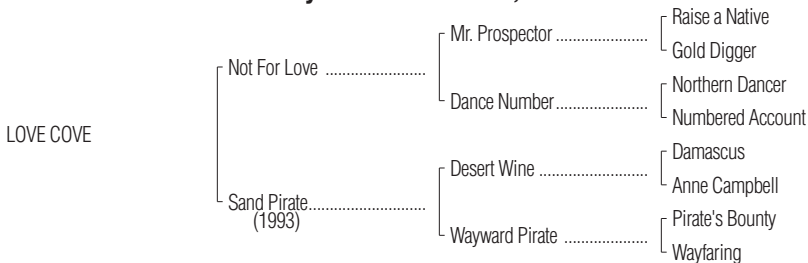 Raise a Native
Mr. Prospector ......................
Gold Digger
Not For Love ........................
Northern Dancer
Dance Number......................
Numbered Account
LOVE COVE
Damascus
Desert Wine ..........................
Anne Campbell
Sand Pirate............................
(1993)
Pirate's Bounty
Wayward Pirate ....................
Wayfaring